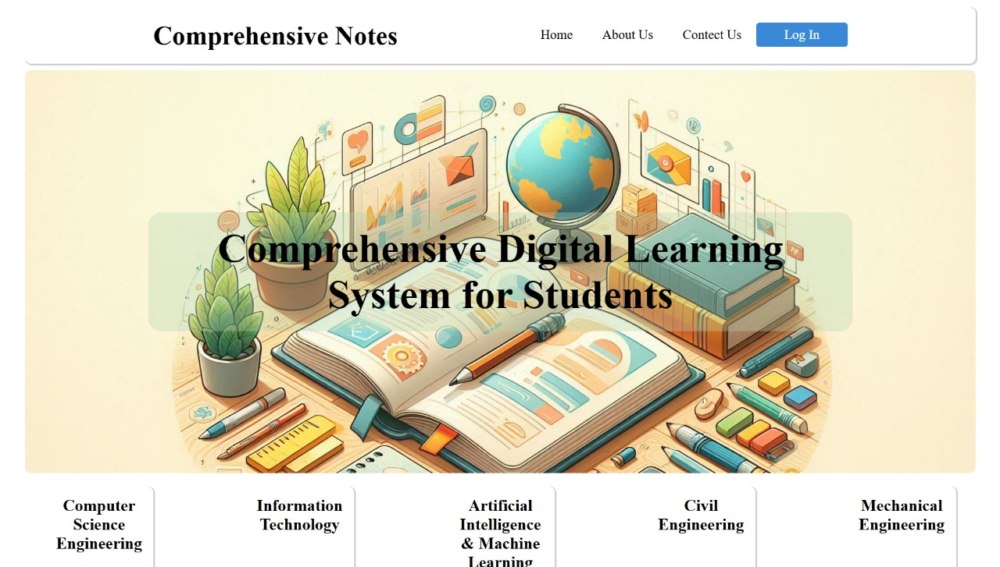 Comprehensive Notes
Home
About Us
Contect Us
Log In
Comprehensive Digital Learning
System for Students
Computer
Science
Engineering
Information
Technology
Artificial
Intelligence
& Machine
Learning
Civil
Engineering
Mechanical
Engineering